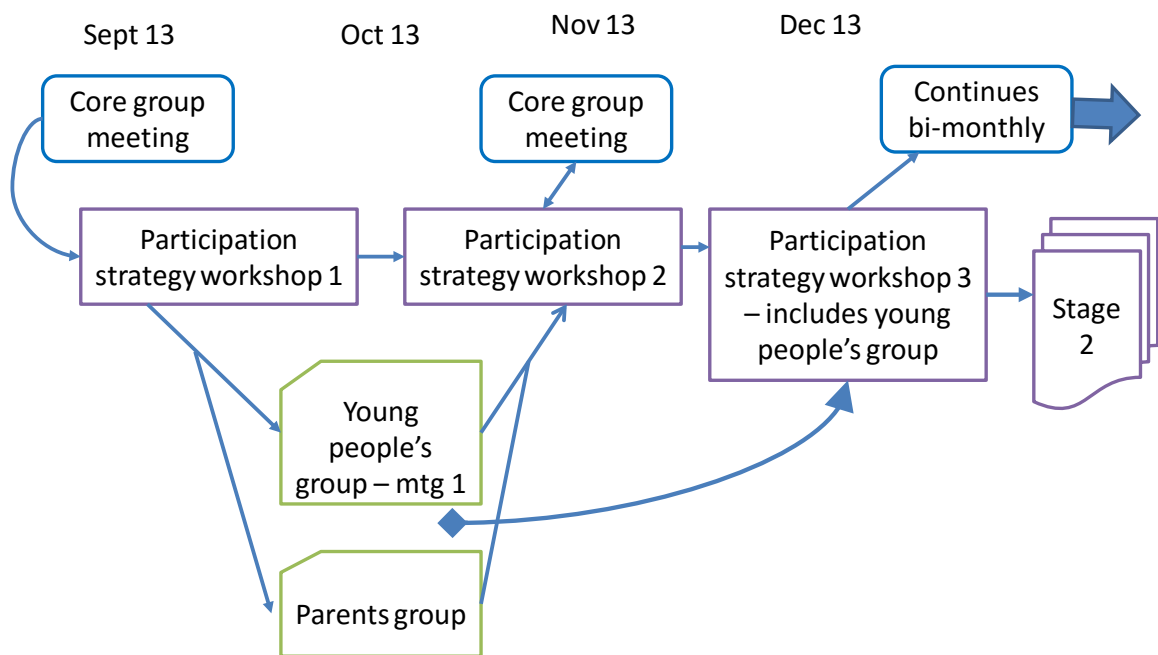 Sept 13
Oct 13
Nov 13
Dec 13
Core group
meeting
Core group
meeting
Continues
bi-monthly
Participation
strategy workshop 1
Participation
strategy workshop 2
Participation
strategy workshop 3
– includes young
people’s group
Stage
2
Young
people’s
group – mtg 1
Parents group